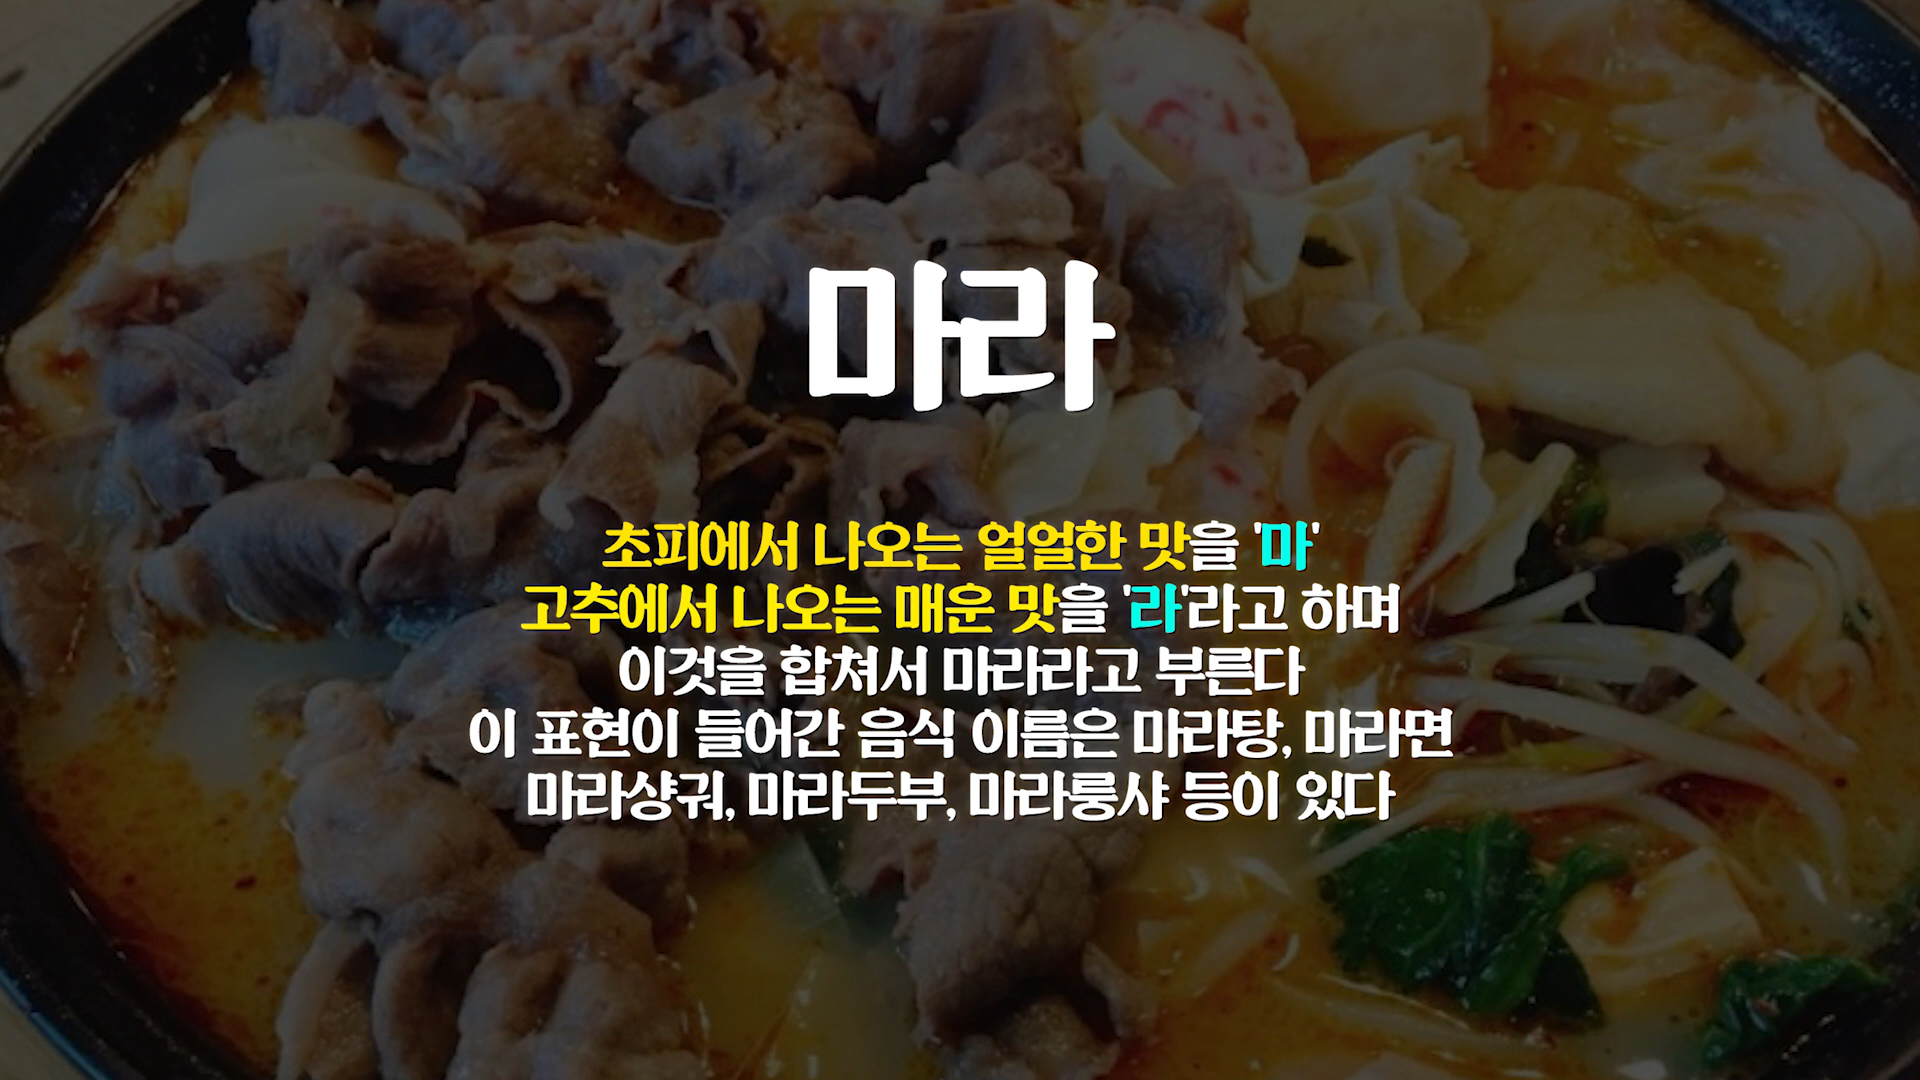 마라
초피에서 나오는 얼얼한 맛을 '마'
고추에서 나오는 매운 맛을 '라'라고 하며
이것을 합쳐서 마라라고 부른다
이 표현이 들어간 음식 이름은 마라탕, 마라면
마라샹궈, 마라두부, 마라룽샤 등이 있다